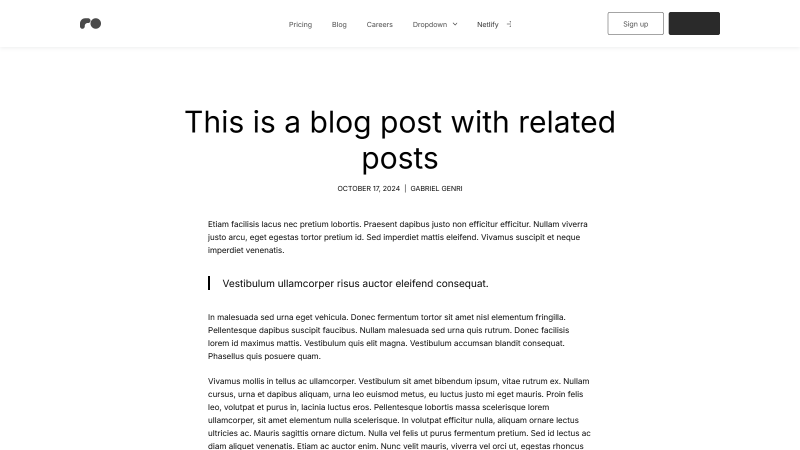 ro
Pricing Blog Careers Dropdown Netlify Sign up
This is a blog post with related
posts
OCTOBER 17, 2024 | GABRIEL GENRI
Etiam facilisis lacus nec pretium lobortis. Praesent dapibus justo non efficitur efficitur. Nullam viverra
justo arcu, eget egestas tortor pretium id. Sed imperdiet mattis eleifend. Vivamus suscipit et neque
imperdiet venenatis.
Vestibulum ullamcorper risus auctor eleifend consequat.
In malesuada sed urna eget vehicula. Donec fermentum tortor sit amet nisl elementum fringilla.
Pellentesque dapibus suscipit faucibus. Nullam malesuada sed urna quis rutrum. Donec facilisis
lorem id maximus mattis. Vestibulum quis elit magna. Vestibulum accumsan blandit consequat.
Phasellus quis posuere quam.
Vivamus mollis in tellus ac ullamcorper. Vestibulum sit amet bibendum ipsum, vitae rutrum ex. Nullam
cursus, urna et dapibus aliquam, urna leo euismod metus, eu luctus justo mi eget mauris. Proin felis
leo, volutpat et purus in, lacinia luctus eros. Pellentesque lobortis massa scelerisque lorem
ullamcorper, sit amet elementum nulla scelerisque. In volutpat efficitur nulla, aliquam ornare lectus
ultricies ac. Mauris sagittis ornare dictum. Nulla vel felis ut purus fermentum pretium. Sed id lectus ac
diam aliquet venenatis. Etiam ac auctor enim. Nunc velit mauris, viverra vel orci ut, egestas rhoncus